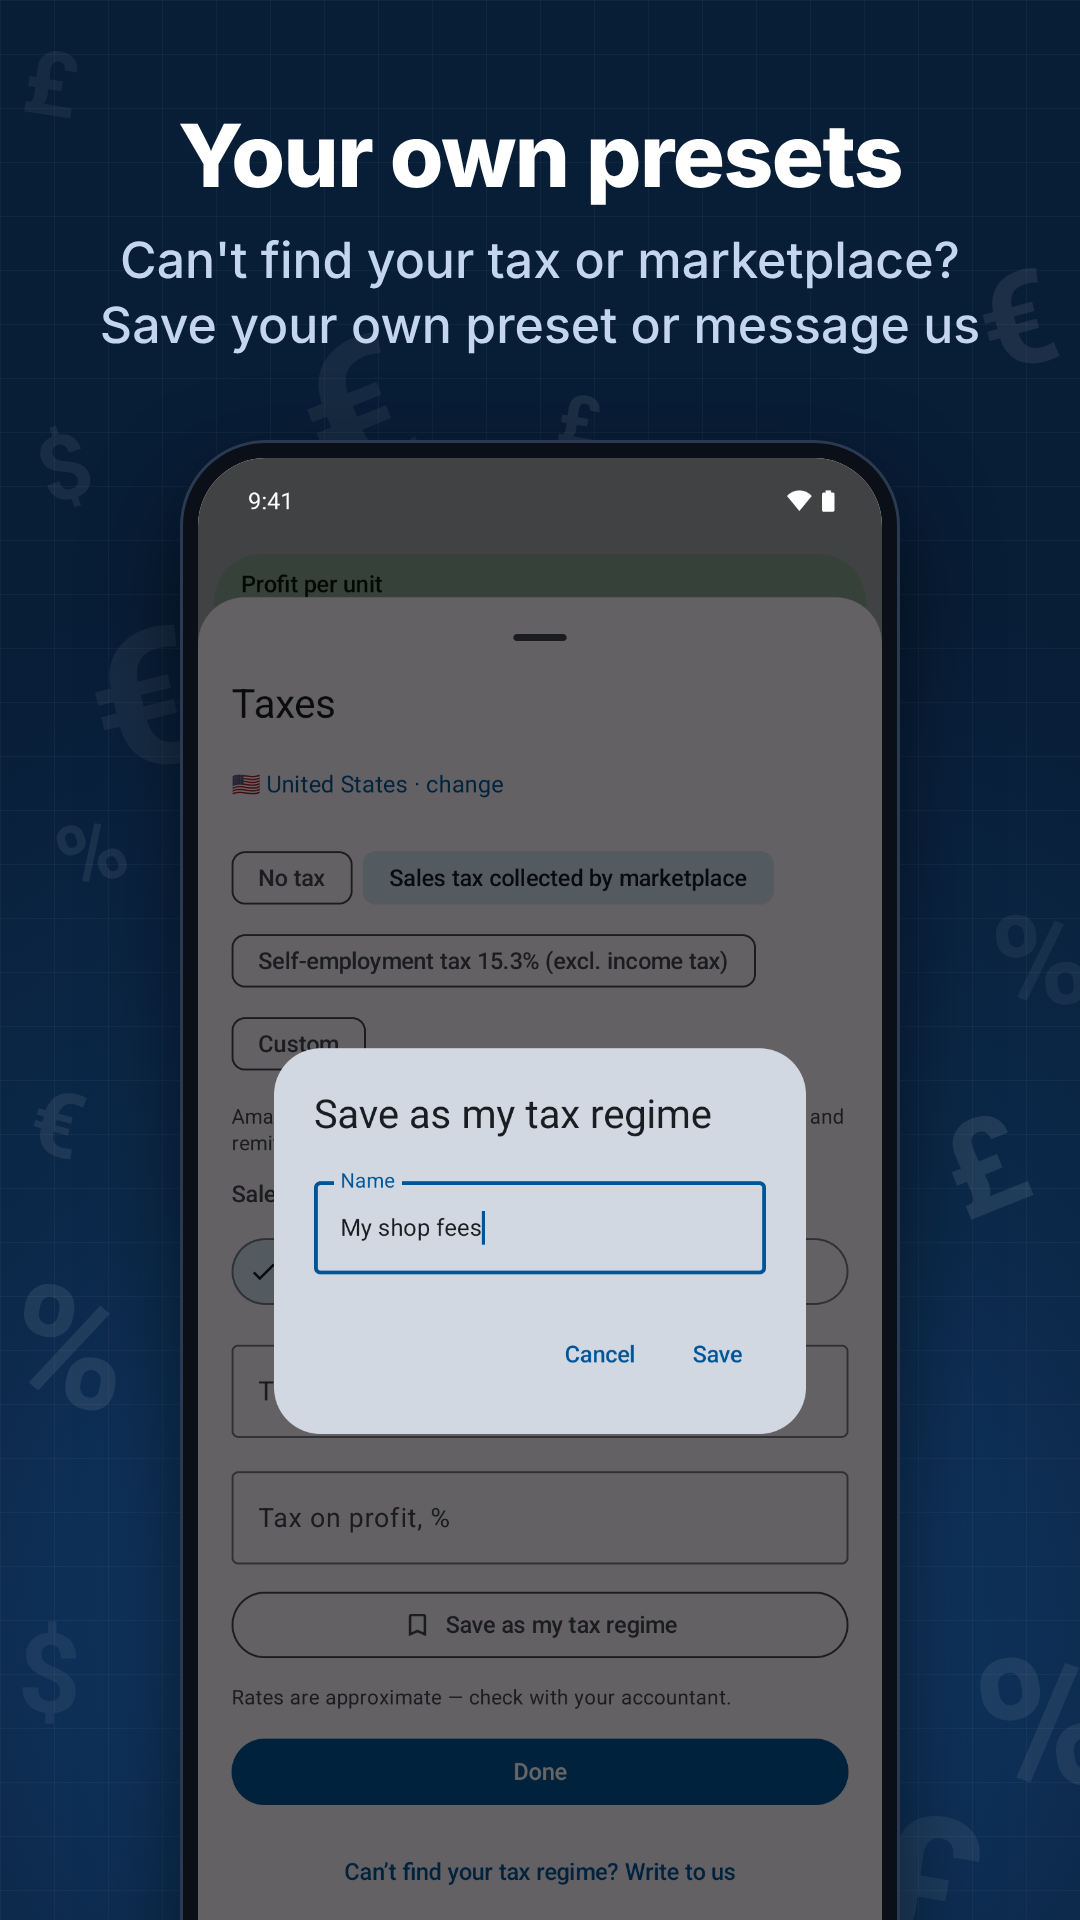 Your own presets
Can't find your tax or marketplace?
Save your own preset or message us
9:41
Profit per unit
Taxes
🇺🇸 United States · change
No tax
Sales tax collected by marketplace
Self-employment tax 15.3% (excl. income tax)
Custom
Ama
and
remi
Sale
Save as my tax regime
Name
My shop fees
Cancel
Save
T
Tax on profit, %
Save as my tax regime
Rates are approximate — check with your accountant.
Done
Can’t find your tax regime? Write to us